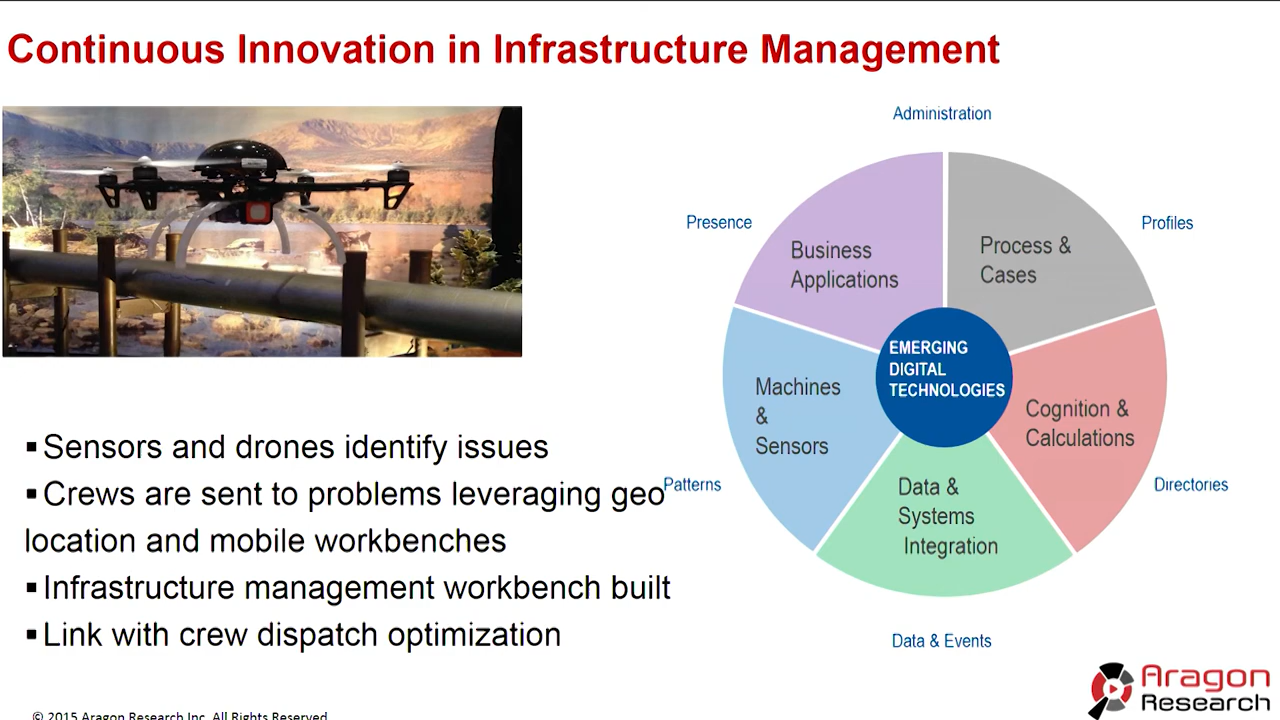 Continuous Innovation in Infrastructure Management
▪Sensors and drones identify issues
▪Crews are sent to problems leveraging geo
location and mobile workbenches
▪Infrastructure management workbench built
▪Link with crew dispatch optimization
Administration
Presence
Profiles
Business
Applications
Process &
Cases
EMERGING
DIGITAL
TECHNOLOGIES
Machines
&
Sensors
Cognition &
Calculations
Patterns
Directories
Data &
Systems
Integration
Data & Events
Aragon
Research
© 2015 Aragon Research Inc. All Rights Reserved